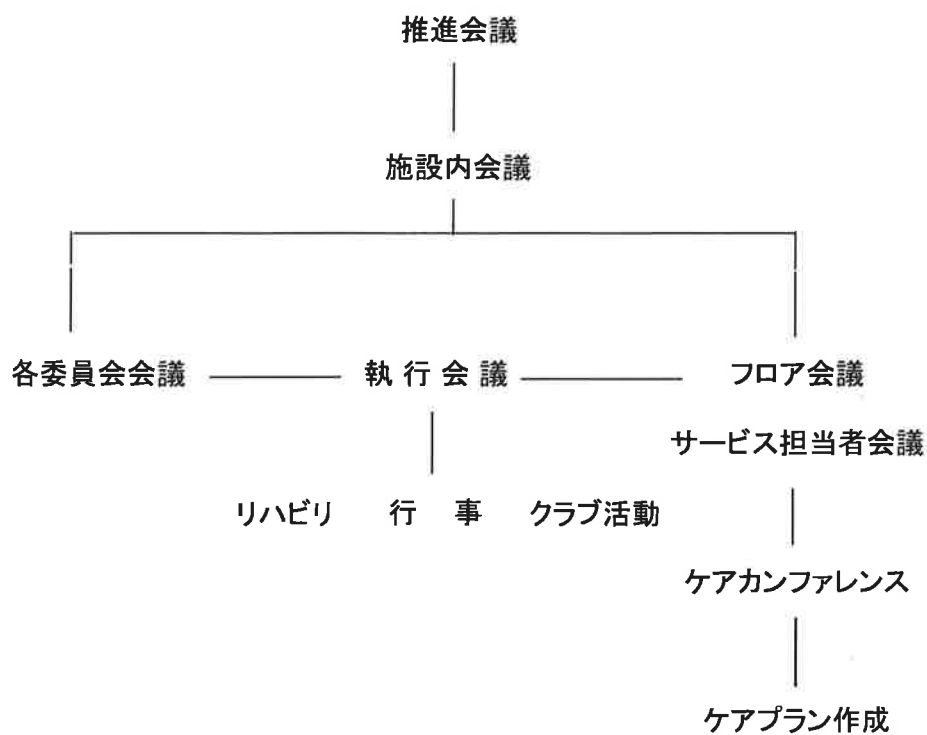 推進会議
施設内会議
各委員会会議 執行会議 フロア会議
サービス担当者会議
リハビリ 行事 クラブ活動
ケアカンファレンス
ケアプラン作成